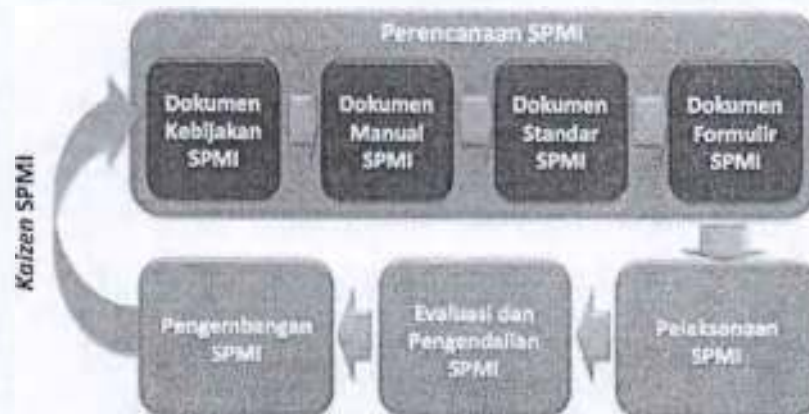 Perencanaan SPMI
Dokumen
Kebijakan
SPMI
Dokumen
Manual
SPMI
Dokumen
Standar
SPMI
Dokumen
Formulir
SPMI
Kaizen SPMI
Pengembangan
SPMI
Evaluasi dan
Pengendalian
SPMI
Pelaksanaan
SPMI